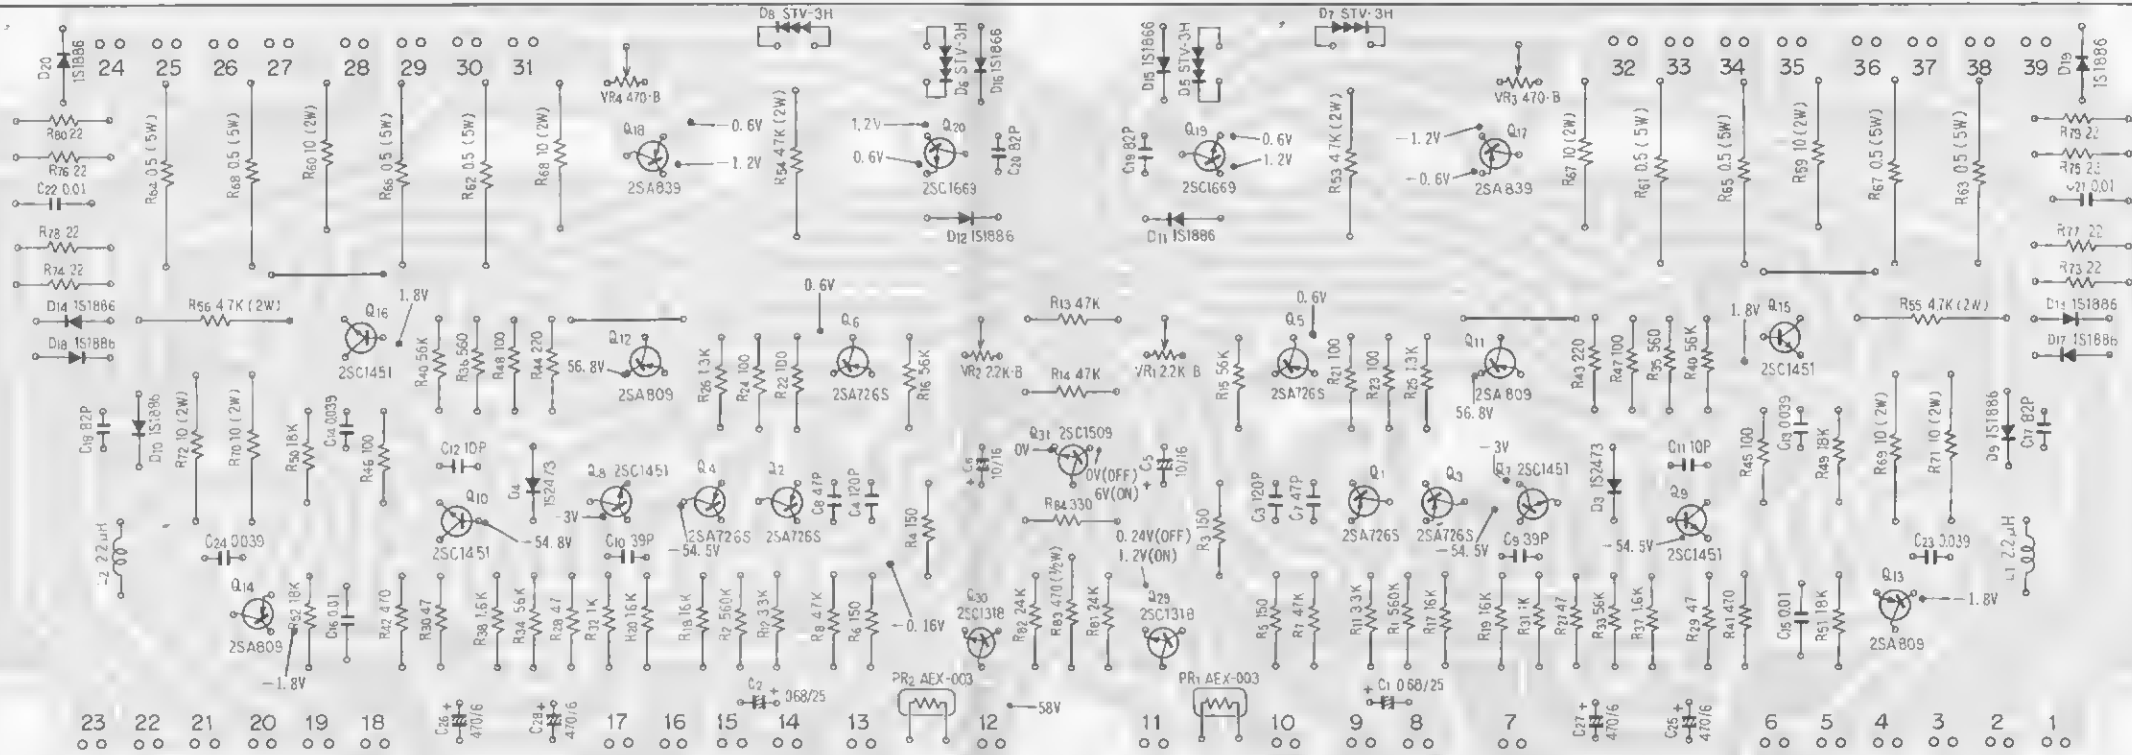 D8 STV-3H
D7 STV-3H
D20
1S1886
24
25
26
27
28
29
30
31
VR4 470-B
D6 STV-3H
D16 1S1866
D15 1S1866
D5 STV-3H
VR3 470-B
32
33
34
35
36
37
38
39
D19
1S1886
R80 22
R76 22
C22 0.01
R78 22
R74 22
R64 0.5 (5W)
R68 0.5 (5W)
R60 10 (2W)
R66 0.5 (5W)
R62 0.5 (5W)
R68 10 (2W)
Q18
2SA839
-0.6V
-1.2V
R54 4.7K (2W)
1.2V
0.6V
Q20
2SC1669
C20 82P
D12 1S1886
C19 82P
Q19
2SC1669
0.6V
1.2V
D11 1S1886
R53 4.7K (2W)
-1.2V
-0.6V
Q17
2SA839
R67 10 (2W)
R61 0.5 (5W)
R65 0.5 (5W)
R59 10 (2W)
R67 0.5 (5W)
R63 0.5 (5W)
R79 22
R75 22
C21 0.01
R77 22
R73 22
D14 1S1886
D18 1S1886
R56 4.7K (2W)
Q16
2SC1451
1.8V
R40 56K
R36 560
R48 100
R44 220
Q12
56.8V
2SA809
R26 1.3K
R24 100
R22 100
0.6V
Q6
2SA726S
R16 56K
VR2 2.2K-B
R13 47K
R14 47K
VR1 2.2K-B
R15 56K
0.6V
Q5
2SA726S
R21 100
R23 100
R25 1.3K
Q11
2SA809
56.8V
R43 220
R47 100
R35 560
R40 56K
1.8V
Q15
2SC1451
R55 4.7K (2W)
D13 1S1886
D17 1S1886
C18 82P
D10 1S1886
R72 10 (2W)
R70 10 (2W)
R50 18K
C14 0.039
R46 100
C12 10P
Q10
2SC1451
-54.8V
D4
1S2473
Q8 2SC1451
-3V
C10 39P
Q4
2SA726S
-54.5V
Q2
2SA726S
C8 47P
C4 120P
R4 150
C6
10/16
Q31 2SC1509
0V
0V(OFF)
6V(ON)
R84 330
C5
10/16
0.24V(OFF)
1.2V(ON)
R3 150
C3 120P
C7 47P
Q1
2SA726S
Q3
2SA726S
-3V
Q7 2SC1451
-54.5V
C9 39P
D3 1S2473
C11 10P
Q9
2SC1451
-54.5V
R45 100
C13 0.039
R49 18K
R69 10 (2W)
R71 10 (2W)
D9 1S1886
C17 82P
L2 2.2μH
C24 0.039
Q14
2SA809
-1.8V
R52 18K
C16 0.01
R42 470
R30 47
R38 1.6K
R34 56K
R28 47
R32 1K
R20 16K
R18 16K
R2 560K
R12 3.3K
R8 47K
R6 150
-0.16V
Q30
2SC1318
R82 24K
R83 470 (1/2W)
R81 24K
Q29
2SC1318
R5 150
R7 47K
R11 3.3K
R1 560K
R17 16K
R19 16K
R31 1K
R27 47
R33 56K
R37 1.6K
R29 47
R41 470
C15 0.01
R51 18K
Q13
2SA809
-1.8V
C23 0.039
L1 2.2μH
C26 +
470/6
C28 +
470/6
C2
+ 0.68/25
PR2 AEX-003
-58V
PR1 AEX-003
+ C1 0.68/25
C27 +
470/6
C25 +
470/6
23
22
21
20
19
18
17
16
15
14
13
12
11
10
9
8
7
6
5
4
3
2
1